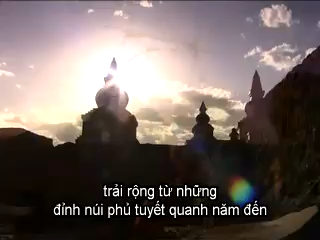 trải rộng từ những
đỉnh núi phủ tuyết quanh năm đến